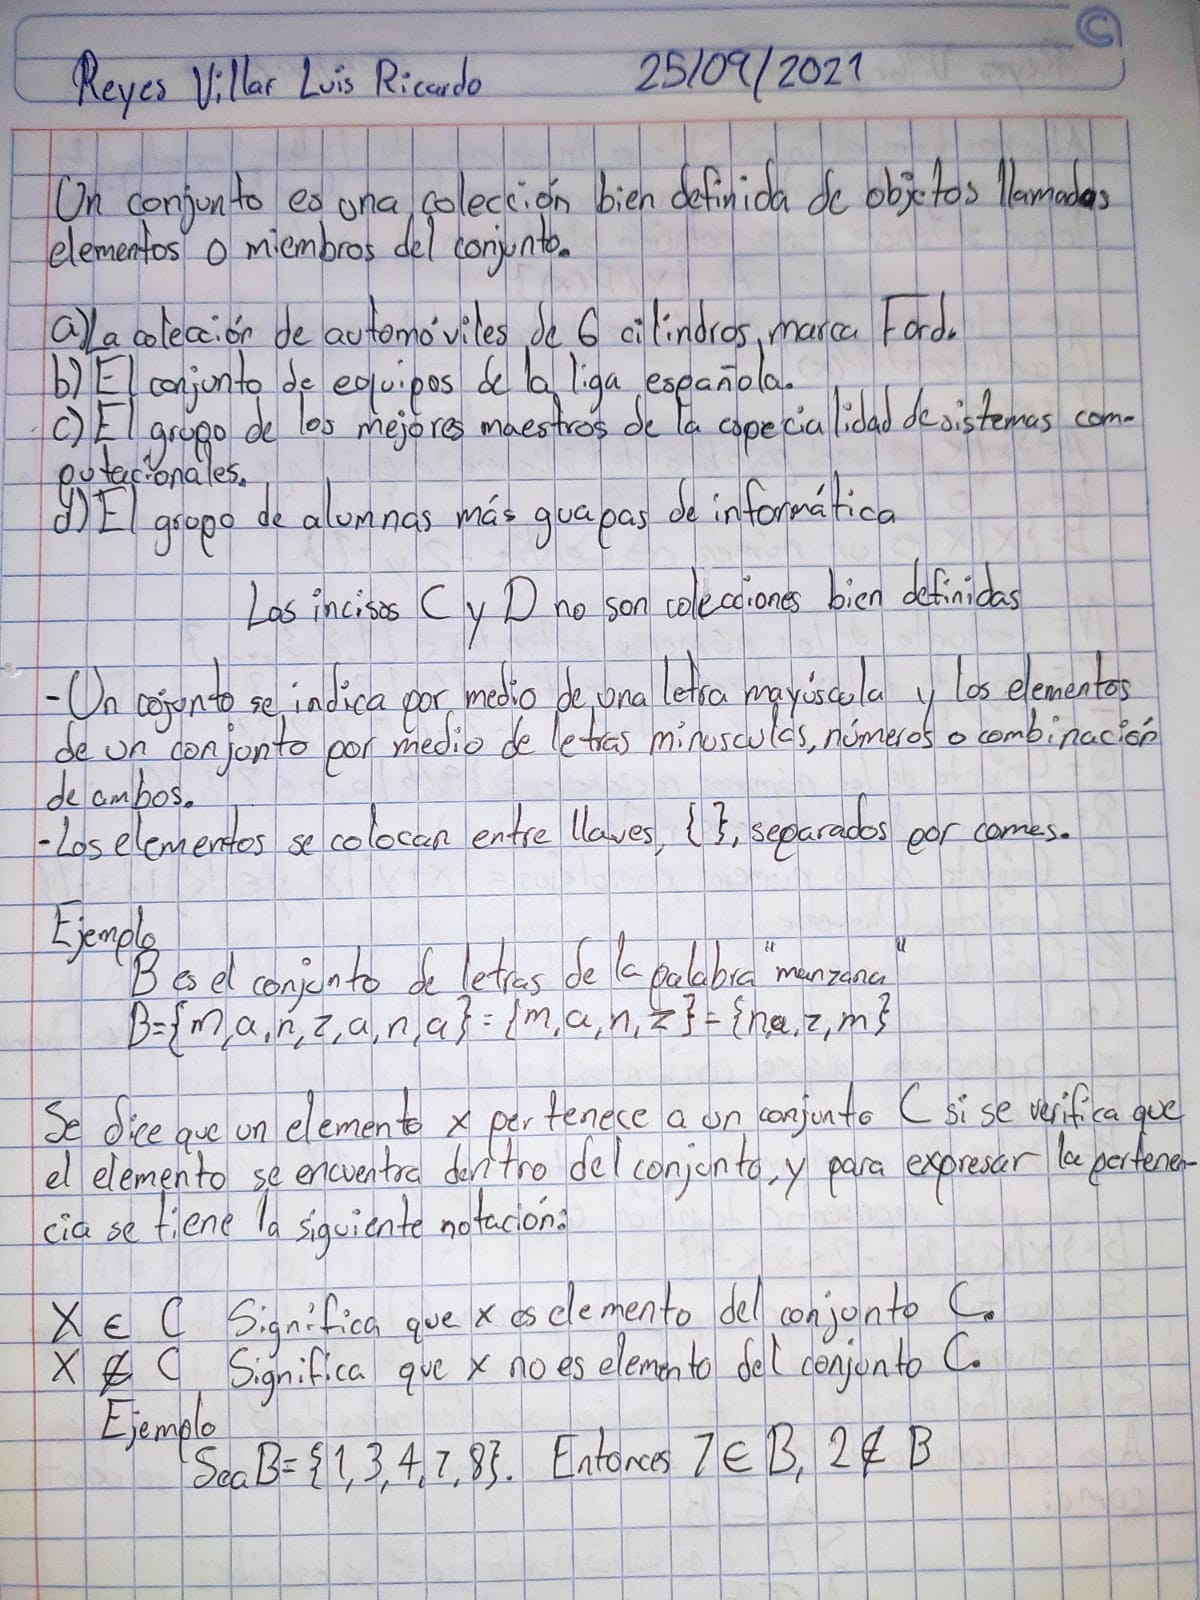 C
Reyes Villar Luis Ricardo 25/09/2021
Un conjunto es una colección bien definida de objetos llamados
elementos o miembros del conjunto.
a) La colección de automóviles de 6 cilindros, marca Ford.
b) El conjunto de equipos de la liga española.
c) El grupo de los mejores maestros de la especialidad de sistemas com-
putacionales.
d) El grupo de alumnas más guapas de informática
Los incisos C y D no son colecciones bien definidas
-Un cojunto se indica por medio de una letra mayúscula y los elementos
de un conjunto por medio de letras minusculas, números o combinación
de ambos.
-Los elementos se colocan entre llaves, { }, separados por comas.
Ejemplo
B es el conjunto de letras de la palabra "manzana"
B={m,a,n,z,a,n,a}={m,a,n,z}={n,a,z,m}
Se dice que un elemento x pertenece a un conjunto C si se verifica que
el elemento se encuentra dentro del conjunto, y para expresar la pertenen-
cia se tiene la siguiente notación:
X ∈ C Significa que x es elemento del conjunto C.
X ∉ C Significa que x no es elemento del conjunto C.
Ejemplo
Sea B={1,3,4,7,8}. Entonces 7∈B, 2∉B